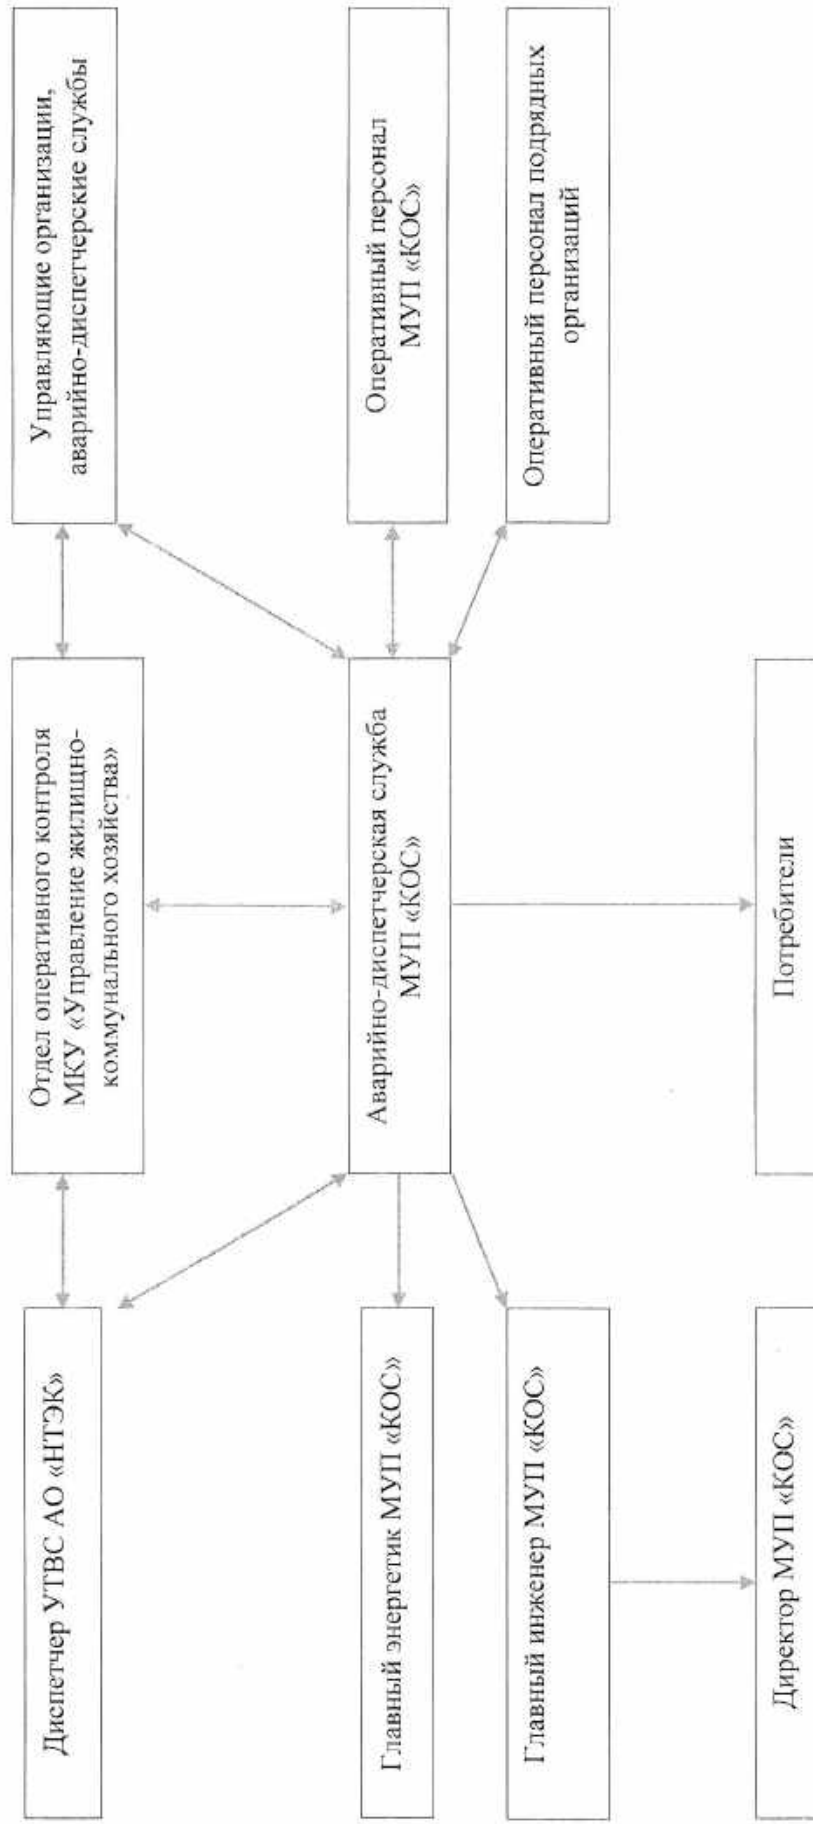 Диспетчер УТВС АО «НТЭК»
Отдел оперативного контроля
МКУ «Управление жилищно-
коммунального хозяйства»
Управляющие организации,
аварийно-диспетчерские службы
Главный энергетик МУП «КОС»
Аварийно-диспетчерская служба
МУП «КОС»
Оперативный персонал
МУП «КОС»
Главный инженер МУП «КОС»
Оперативный персонал подрядных
организаций
Директор МУП «КОС»
Потребители